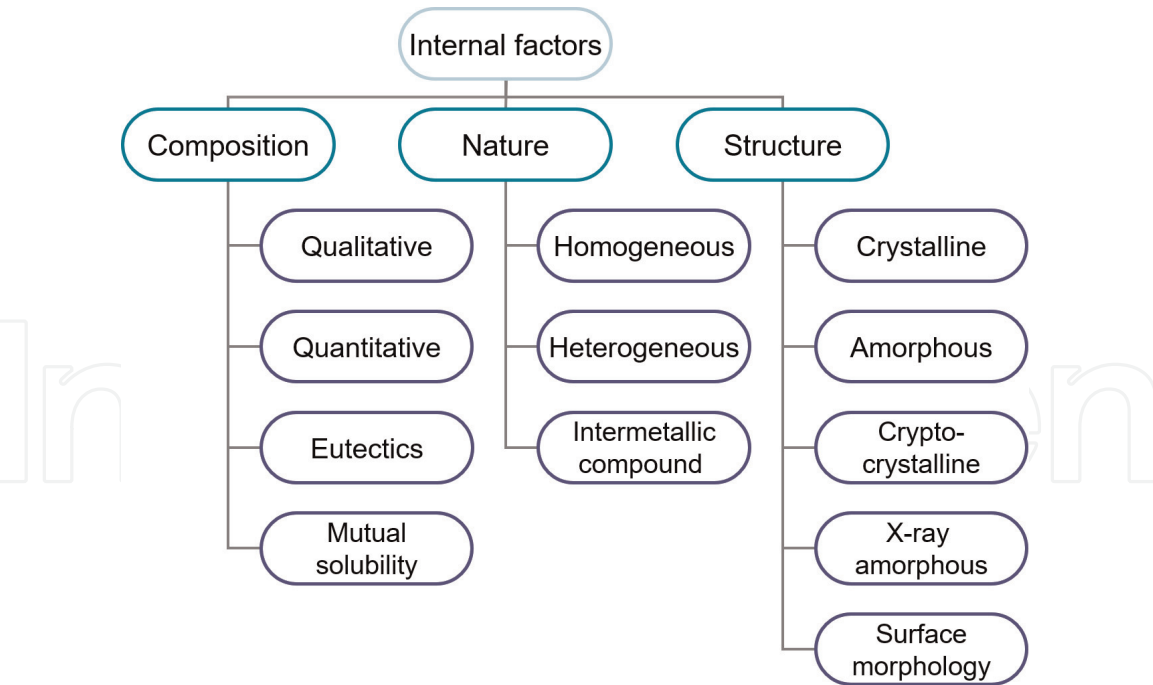 Internal factors
Composition
Nature
Structure
Qualitative
Homogeneous
Crystalline
Quantitative
Heterogeneous
Amorphous
Eutectics
Intermetallic
compound
Crypto-
crystalline
Mutual
solubility
X-ray
amorphous
Surface
morphology